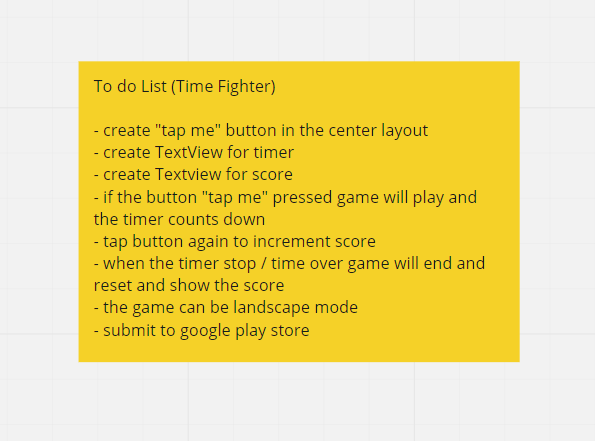 To do List (Time Fighter)
- create "tap me" button in the center layout
- create TextView for timer
- create Textview for score
- if the button "tap me" pressed game will play and
the timer counts down
- tap button again to increment score
- when the timer stop / time over game will end and
reset and show the score
- the game can be landscape mode
- submit to google play store